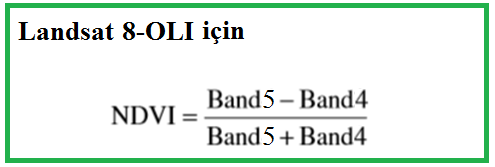 Landsat 8-OLI için
NDVI = Band5 – Band4
Band5 + Band4